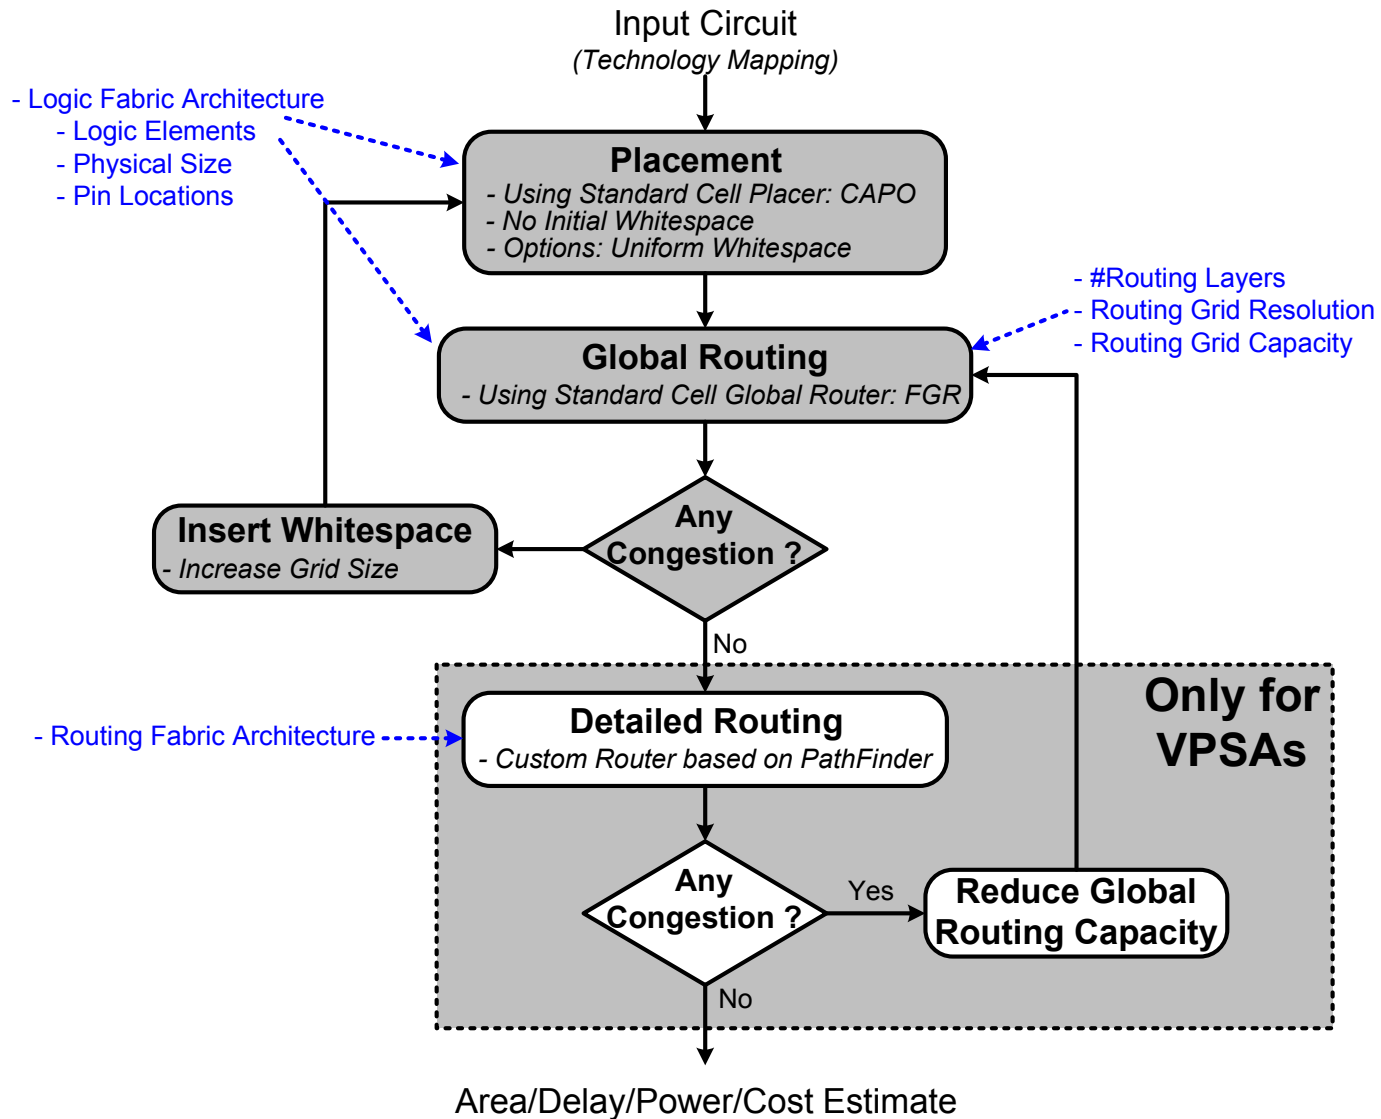 Input Circuit
(Technology Mapping)
- Logic Fabric Architecture
- Logic Elements
- Physical Size
- Pin Locations
Placement
- Using Standard Cell Placer: CAPO
- No Initial Whitespace
- Options: Uniform Whitespace
- #Routing Layers
- Routing Grid Resolution
- Routing Grid Capacity
Global Routing
- Using Standard Cell Global Router: FGR
Any
Congestion ?
Insert Whitespace
- Increase Grid Size
No
Only for
VPSAs
Detailed Routing
- Custom Router based on PathFinder
- Routing Fabric Architecture
Any
Congestion ?
Yes
Reduce Global
Routing Capacity
No
Area/Delay/Power/Cost Estimate